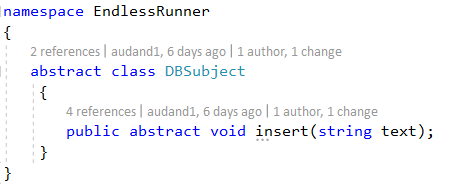 namespace EndlessRunner
{
2 references | audand1, 6 days ago | 1 author, 1 change
abstract class DBSubject
{
4 references | audand1, 6 days ago | 1 author, 1 change
public abstract void insert(string text);
}
}